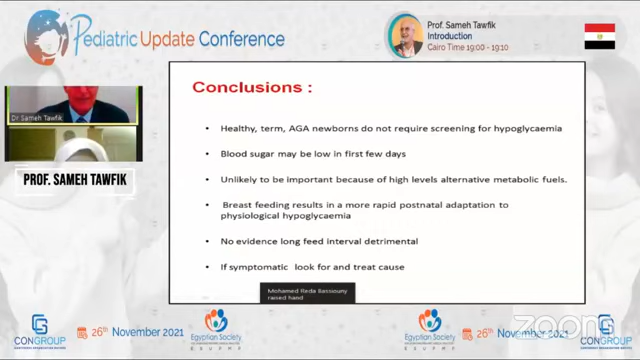 Pediatric Update Conference
Prof. Sameh Tawfik
Introduction
Cairo Time 19:00 - 19:10
Conclusions :
• Healthy, term, AGA newborns do not require screening for hypoglycaemia
• Blood sugar may be low in first few days
• Unlikely to be important because of high levels alternative metabolic fuels.
• Breast feeding results in a more rapid postnatal adaptation to
physiological hypoglycaemia
• No evidence long feed interval detrimental
• If symptomatic look for and treat cause
Dr Sameh Tawfik
PROF. SAMEH TAWFIK
Mohamed Reda Bassiouny
raised hand
zoom
CONGROUP
26th November 2021
Egyptian Society
ESUPMP
Egyptian Society
26th November 2021
CONGROUP